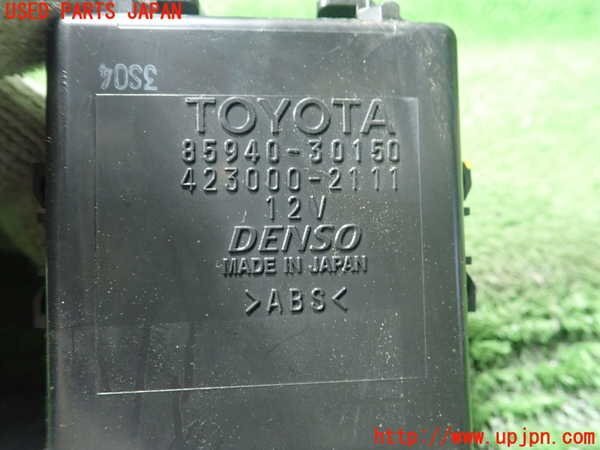 USED PARTS JAPAN
3S04
TOYOTA
85940-30150
423000-2111
12V
DENSO
MADE IN JAPAN
>ABS<
http://www.upjpn.com/